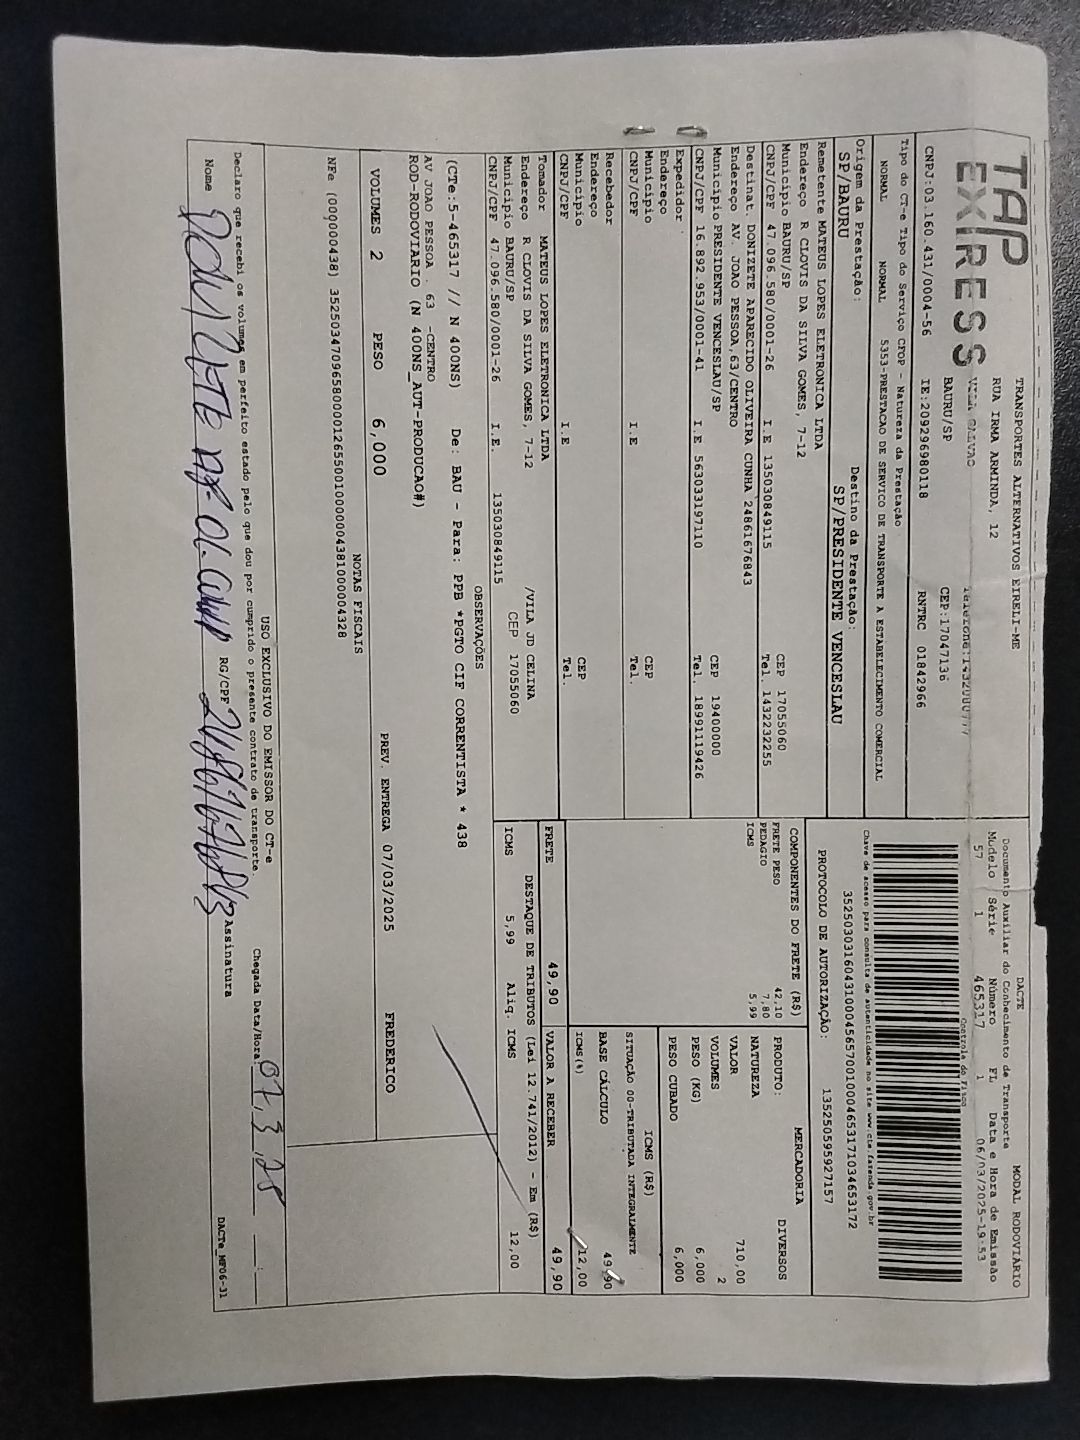 TAP
EXPRESS
TRANSPORTES ALTERNATIVOS EIRELI-ME
RUA IRMA ARMINDA, 12
VILA GALVAO
BAURU/SP CEP:17047136
CNPJ:03.160.431/0004-56 IE:209296980118 RNTRC 01842966
Tipo do CT-e Tipo do Serviço CFOP - Natureza da Prestação
NORMAL NORMAL 5353-PRESTACAO DE SERVICO DE TRANSPORTE A ESTABELECIMENTO COMERCIAL
Origem da Prestação: Destino da Prestação:
SP/BAURU SP/PRESIDENTE VENCESLAU
DACTE MODAL RODOVIÁRIO
Documento Auxiliar do Conhecimento de Transporte
Modelo Série Número FL Data e Hora de Emissão
57 1 465317 1 06/03/2025-19:53
Controle do Fisco
Chave de acesso para consulta de autenticidade no site www.cte.fazenda.gov.br
35250303160431000456570010004653171034653172
PROTOCOLO DE AUTORIZAÇÃO: 135250595927157
Remetente MATEUS LOPES ELETRONICA LTDA
Endereço R CLOVIS DA SILVA GOMES, 7-12
Município BAURU/SP CEP 17055060
CNPJ/CPF 47.096.580/0001-26 I.E 135030849115 Tel. 1432232255
Destinat. DONIZETE APARECIDO OLIVEIRA CUNHA 24861676843
Endereço AV. JOAO PESSOA,63/CENTRO
Município PRESIDENTE VENCESLAU/SP CEP 19400000
CNPJ/CPF 16.892.953/0001-41 I.E 563033197110 Tel. 18991119426
Expedidor
Endereço
Município CEP
CNPJ/CPF I.E Tel.
Recebedor
Endereço
Município CEP
CNPJ/CPF I.E Tel.
Tomador MATEUS LOPES ELETRONICA LTDA
Endereço R CLOVIS DA SILVA GOMES, 7-12 /VILA JD CELINA
Município BAURU/SP CEP 17055060
CNPJ/CPF 47.096.580/0001-26 I.E. 135030849115
COMPONENTES DO FRETE (R$)
FRETE PESO 42,10
PEDAGIO 7,80
ICMS 5,99
MERCADORIA
PRODUTO: DIVERSOS
NATUREZA
VALOR 710,00
VOLUMES 2
PESO (KG) 6,000
PESO CUBADO 6,000
ICMS (R$)
SITUAÇÃO 00-TRIBUTADA INTEGRALMENTE
BASE CÁLCULO 49,90
ICMS(%) 12,00
FRETE 49,90 VALOR A RECEBER 49,90
DESTAQUE DE TRIBUTOS (Lei 12.741/2012) - Em (R$)
ICMS 5,99 Aliq. ICMS 12,00
OBSERVAÇÕES
(CTe:5-465317 // N 400NS) De: BAU - Para: PPB *PGTO CIF CORRENTISTA * 438
AV JOAO PESSOA . 63 -CENTRO
ROD-RODOVIARIO (N 400NS_AUT-PRODUCAO#)
VOLUMES 2 PESO 6,000 PREV. ENTREGA 07/03/2025 FREDERICO
NOTAS FISCAIS
NFe (000000438) 35250347096580000126550010000004381000004328
USO EXCLUSIVO DO EMISSOR DO CT-e
Declaro que recebi os volumes em perfeito estado pelo que dou por cumprido o presente contrato de transporte.
Chegada Data/Hora: 07,3,25 :
Nome RG/CPF 24861676843 Assinatura
DACTe_MP06-31